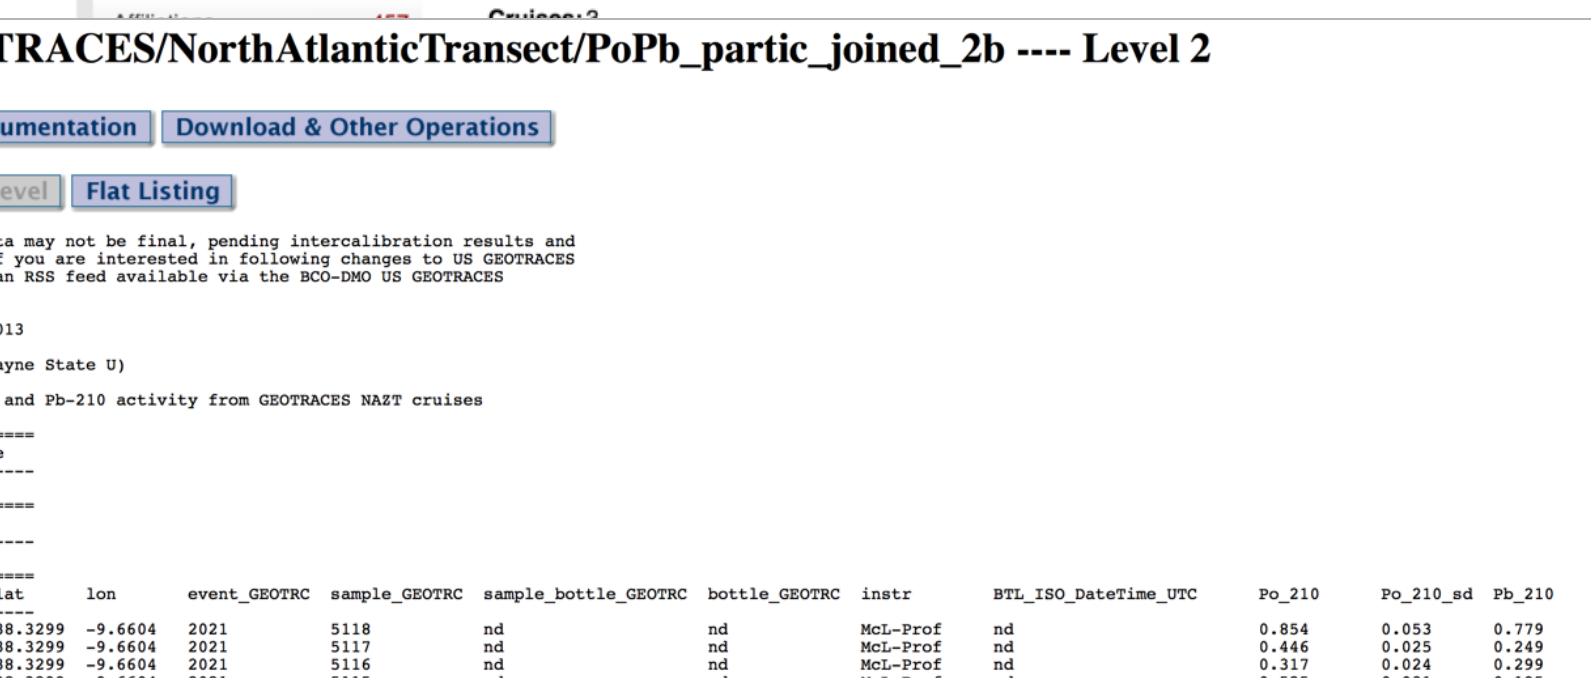 Cruises: 3
TRACES/NorthAtlanticTransect/PoPb_partic_joined_2b ---- Level 2
umentation Download & Other Operations
evel Flat Listing
ta may not be final, pending intercalibration results and
f you are interested in following changes to US GEOTRACES
an RSS feed available via the BCO-DMO US GEOTRACES
013
ayne State U)
and Pb-210 activity from GEOTRACES NAZT cruises
====
e
----
====
----
====
lat lon event_GEOTRC sample_GEOTRC sample_bottle_GEOTRC bottle_GEOTRC instr BTL_ISO_DateTime_UTC Po_210 Po_210_sd Pb_210
----
38.3299 -9.6604 2021 5118 nd nd McL-Prof nd 0.854 0.053 0.779
38.3299 -9.6604 2021 5117 nd nd McL-Prof nd 0.446 0.025 0.249
38.3299 -9.6604 2021 5116 nd nd McL-Prof nd 0.317 0.024 0.299